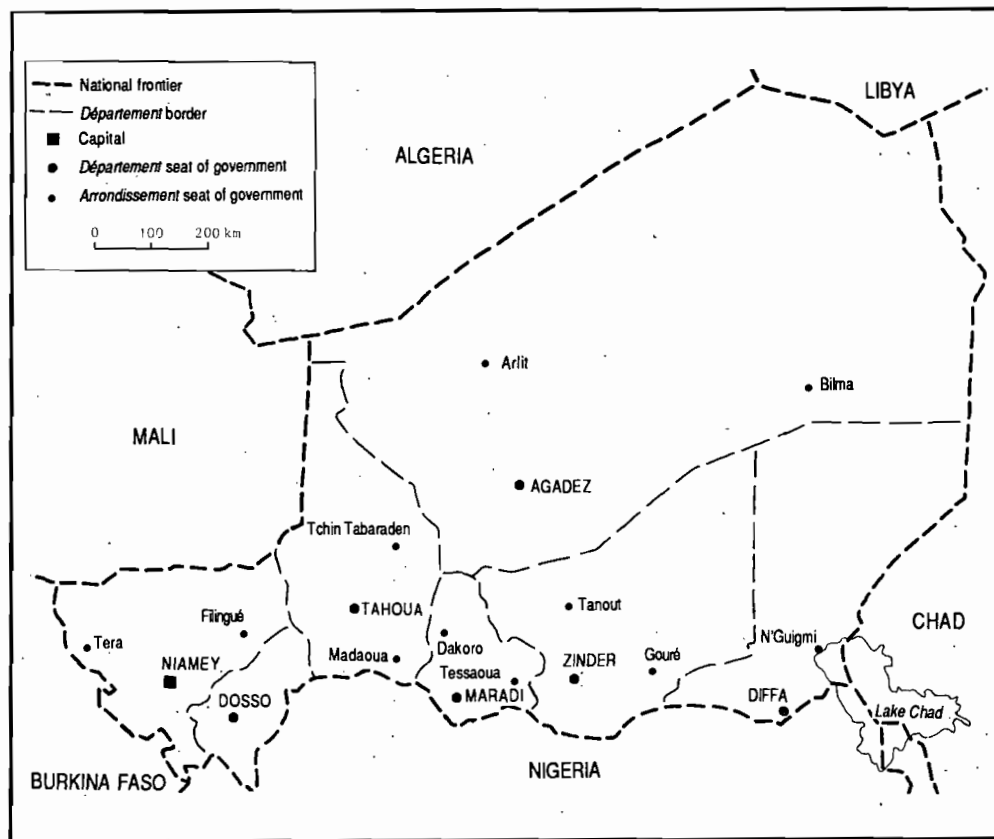 National frontier
Département border
Capital
Département seat of government
Arrondissement seat of government
0 100 200 km
LIBYA
ALGERIA
Arlit
Bilma
MALI
AGADEZ
Tchin Tabaraden
TAHOUA
Tanout
Filingué
Tera
Dakoro
N'Guigmi
CHAD
Madaoua
NIAMEY
Tessaoua
ZINDER
Gouré
DOSSO
MARADI
DIFFA
Lake Chad
NIGERIA
BURKINA FASO